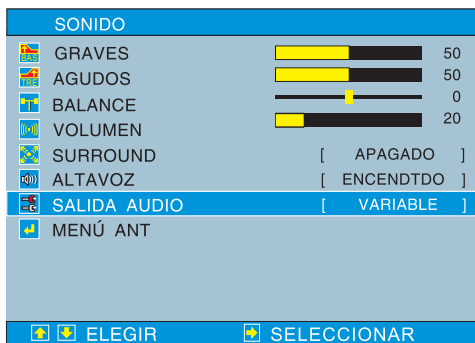 SONIDO
BAS GRAVES 50
TRE AGUDOS 50
BALANCE 0
VOLUMEN 20
SURROUND [ APAGADO ]
ALTAVOZ [ ENCENDTDO ]
SALIDA AUDIO [ VARIABLE ]
MENÚ ANT
ELEGIR SELECCIONAR